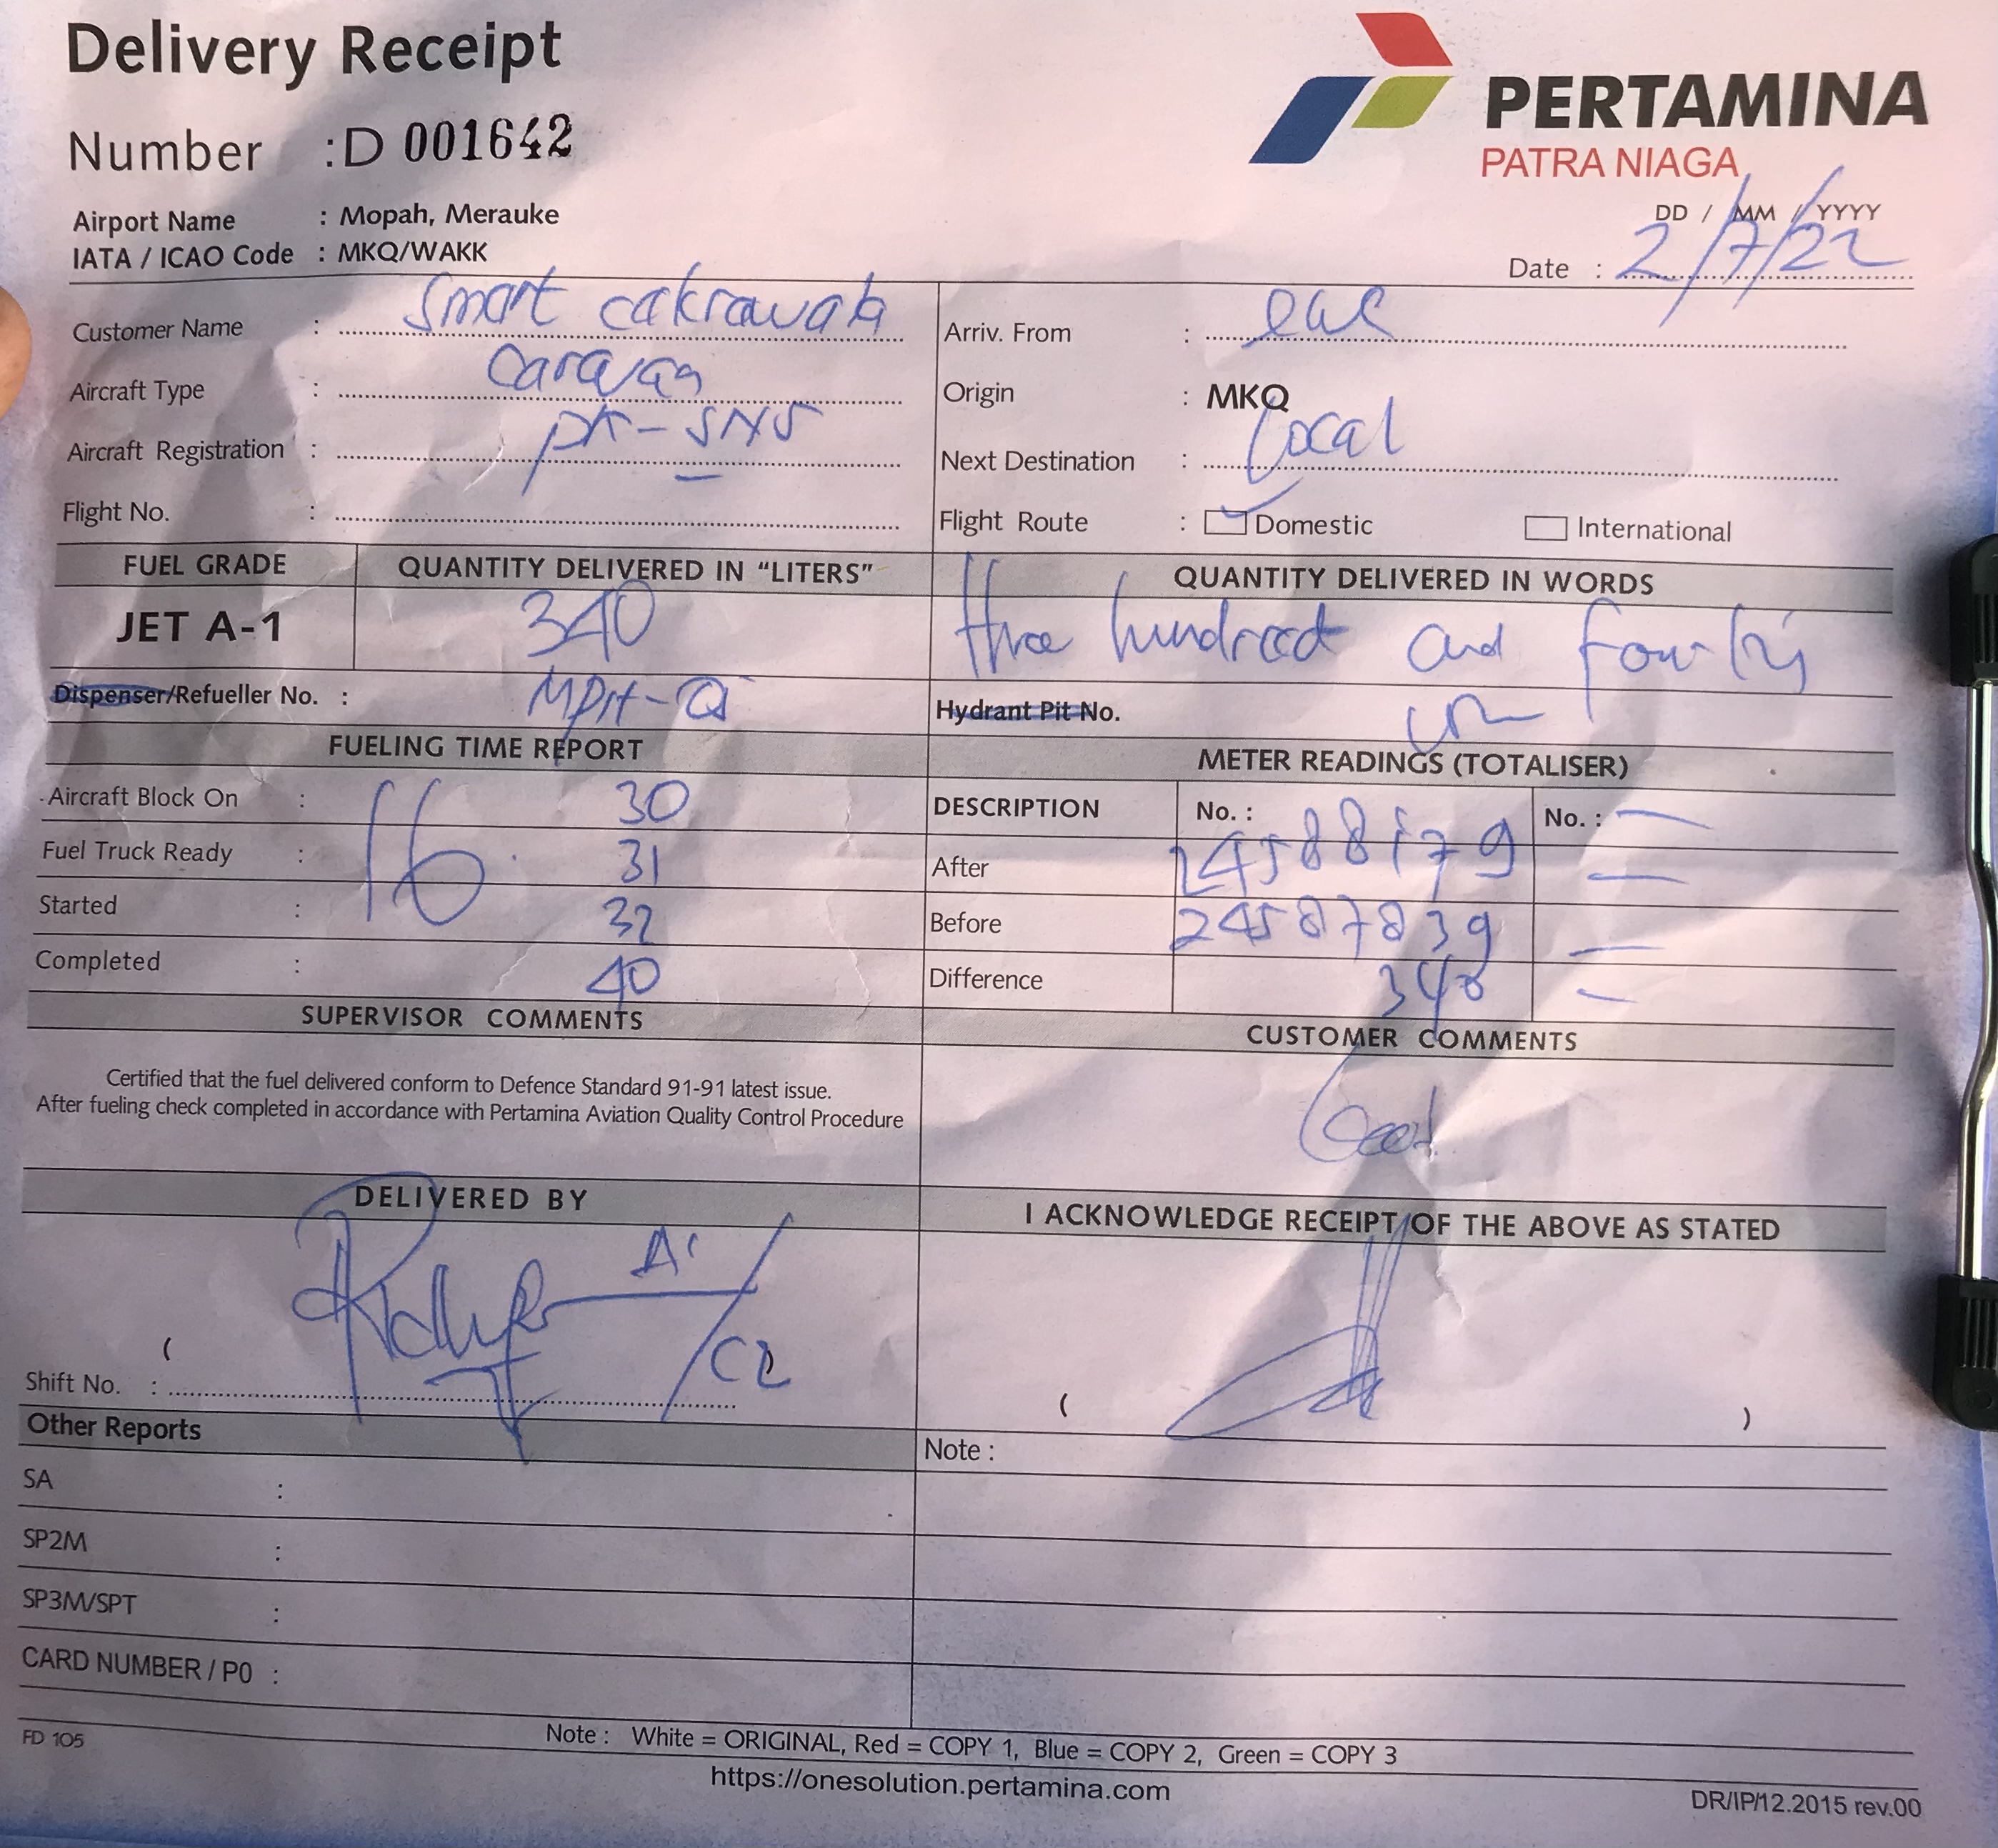 Delivery Receipt
Number : D 001642
PERTAMINA
PATRA NIAGA
Airport Name : Mopah, Merauke
IATA / ICAO Code : MKQ/WAKK
DD / MM / YYYY
Date : 2/7/22
Customer Name : Smart cakrawala
Aircraft Type : Caravan
Aircraft Registration : PK-SNS
Flight No. :
Arriv. From :
Origin : MKQ
Next Destination : Local
Flight Route : Domestic International
FUEL GRADE QUANTITY DELIVERED IN "LITERS" QUANTITY DELIVERED IN WORDS
JET A-1 340 three hundred and fourty
Dispenser/Refueller No. : Hydrant Pit No.
FUELING TIME REPORT METER READINGS (TOTALISER)
Aircraft Block On : 16 30
Fuel Truck Ready : 31
Started : 32
Completed : 40
DESCRIPTION No. : No. : —
After 24588179 —
Before 24587839 —
Difference 340 —
SUPERVISOR COMMENTS CUSTOMER COMMENTS
Certified that the fuel delivered conform to Defence Standard 91-91 latest issue.
After fueling check completed in accordance with Pertamina Aviation Quality Control Procedure
Good
DELIVERED BY I ACKNOWLEDGE RECEIPT OF THE ABOVE AS STATED
(
Shift No. :
( )
Other Reports Note :
SA :
SP2M :
SP3M/SPT :
CARD NUMBER / P0 :
FD 105
Note : White = ORIGINAL, Red = COPY 1, Blue = COPY 2, Green = COPY 3
https://onesolution.pertamina.com
DR/IP/12.2015 rev.00